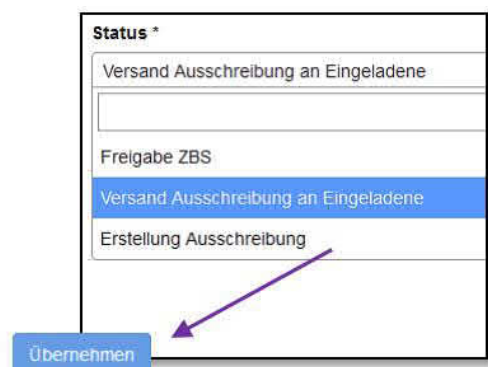 Status *
Versand Ausschreibung an Eingeladene
Freigabe ZBS
Versand Ausschreibung an Eingeladene
Erstellung Ausschreibung
Übernehmen